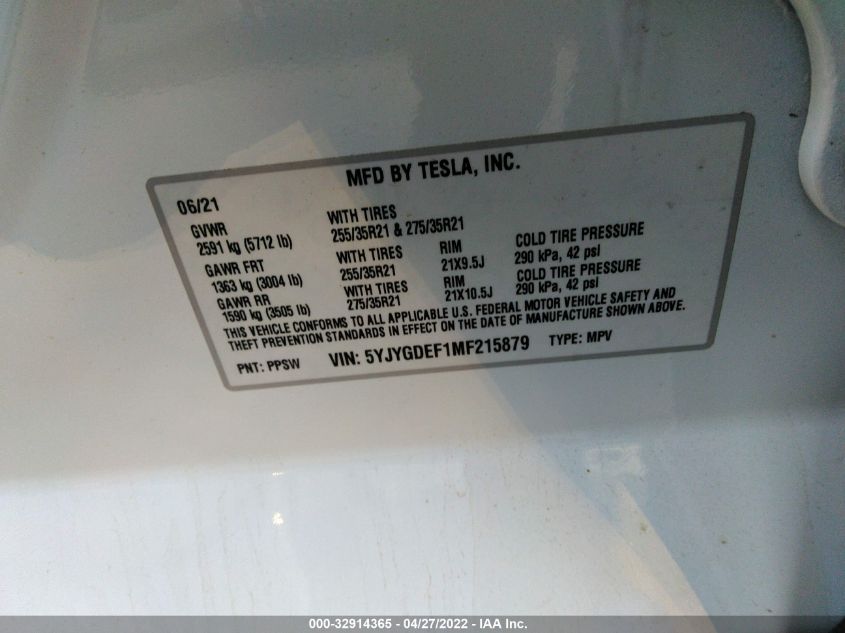 MFD BY TESLA, INC.
06/21
GVWR
2591 kg (5712 lb)
WITH TIRES
255/35R21 & 275/35R21
GAWR FRT
1363 kg (3004 lb)
WITH TIRES
255/35R21
RIM
21X9.5J
COLD TIRE PRESSURE
290 kPa, 42 psi
GAWR RR
1590 kg (3505 lb)
WITH TIRES
275/35R21
RIM
21X10.5J
COLD TIRE PRESSURE
290 kPa, 42 psi
THIS VEHICLE CONFORMS TO ALL APPLICABLE U.S. FEDERAL MOTOR VEHICLE SAFETY AND
THEFT PREVENTION STANDARDS IN EFFECT ON THE DATE OF MANUFACTURE SHOWN ABOVE.
PNT: PPSW VIN: 5YJYGDEF1MF215879 TYPE: MPV
000-32914365 - 04/27/2022 - IAA Inc.